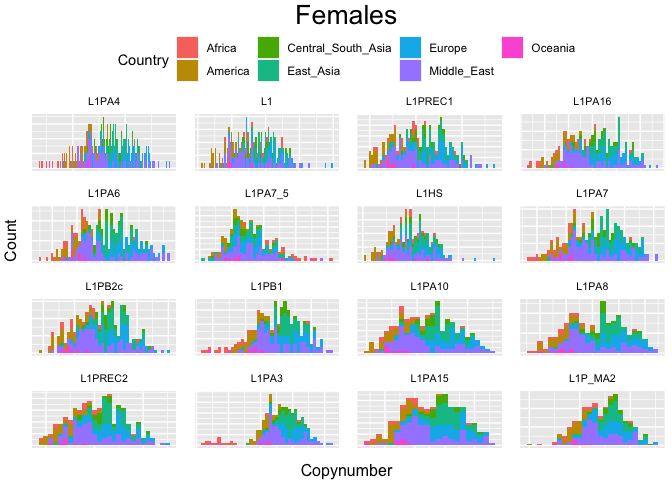 Females
Country
Africa
Central_South_Asia
Europe
Oceania
America
East_Asia
Middle_East
L1PA4
L1
L1PREC1
L1PA16
L1PA6
L1PA7_5
L1HS
L1PA7
L1PB2c
L1PB1
L1PA10
L1PA8
L1PREC2
L1PA3
L1PA15
L1P_MA2
Count
Copynumber